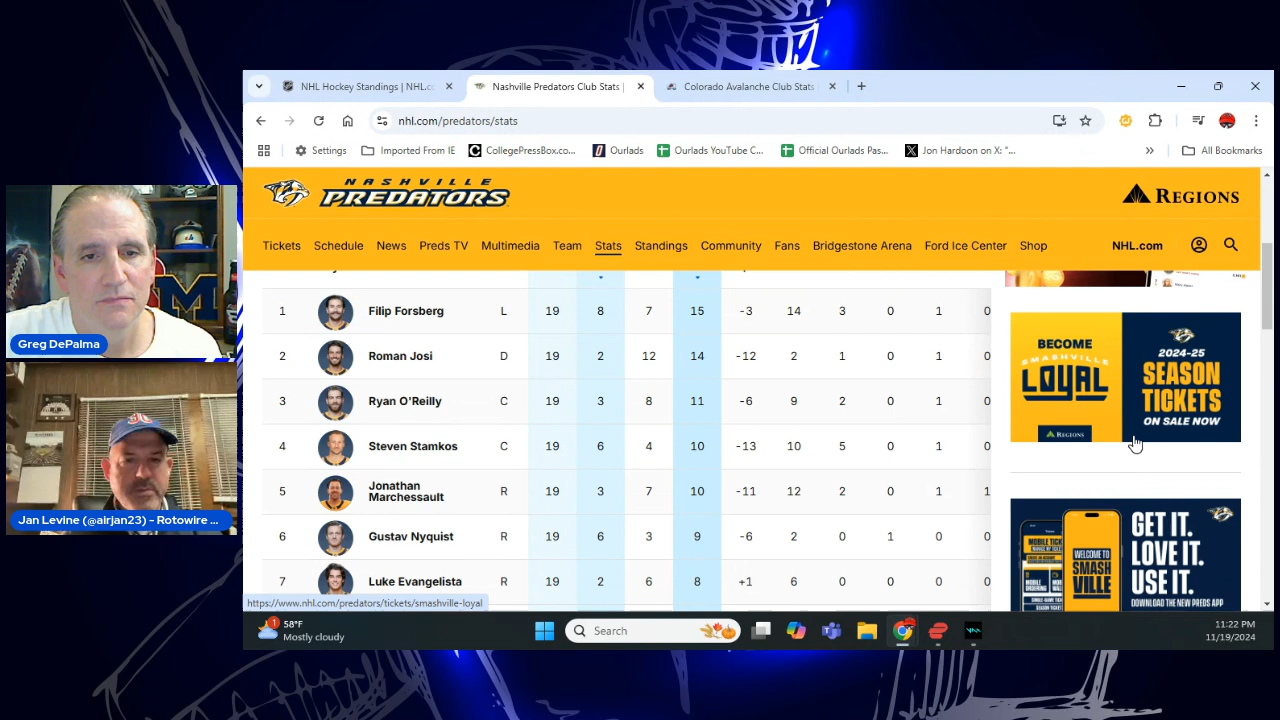 NHL Hockey Standings | NHL.c
Nashville Predators Club Stats |
Colorado Avalanche Club Stats
nhl.com/predators/stats
Settings
Imported From IE
CollegePressBox.co...
Ourlads
Ourlads YouTube C...
Official Ourlads Pas...
Jon Hardoon on X: "...
All Bookmarks
NASHVILLE
PREDATORS
REGIONS
Tickets Schedule News Preds TV Multimedia Team Stats Standings Community Fans Bridgestone Arena Ford Ice Center Shop NHL.com
1 Filip Forsberg L 19 8 7 15 -3 14 3 0 0 0
2 Roman Josi D 19 2 12 14 -12 2 1 0 0 0
3 Ryan O'Reilly C 19 3 8 11 -6 9 2 0 0 0
4 Steven Stamkos C 19 6 4 10 -13 10 5 0 0 0
5 Jonathan Marchessault R 19 3 7 10 -11 12 2 0 0 1
6 Gustav Nyquist R 19 6 3 9 -6 2 0 1 0 0
7 Luke Evangelista R 19 2 6 8 +1 6 0 0 0 0
BECOME
SMASHVILLE
LOYAL
REGIONS
2024-25
SEASON
TICKETS
ON SALE NOW
GET IT.
LOVE IT.
USE IT.
DOWNLOAD THE NEW PREDS APP
WELCOME TO
SMASH
VILLE
https://www.nhl.com/predators/tickets/smashville-loyal
Greg DePalma
Jan Levine (@airjan23) - Rotowire ...
1
58°F
Mostly cloudy
Search
11:22 PM
11/19/2024